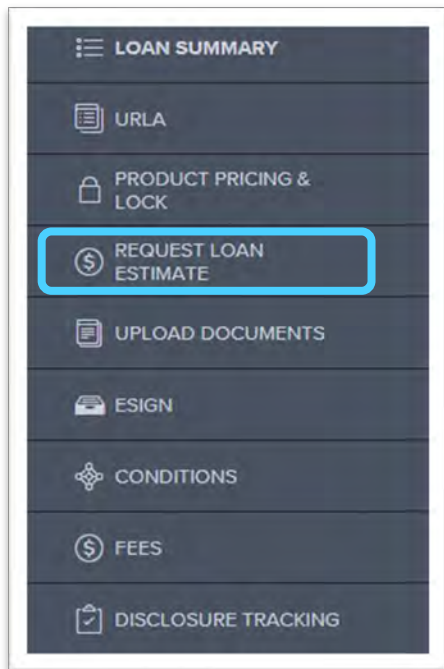 LOAN SUMMARY
URLA
PRODUCT PRICING &
LOCK
REQUEST LOAN
ESTIMATE
UPLOAD DOCUMENTS
ESIGN
CONDITIONS
FEES
DISCLOSURE TRACKING